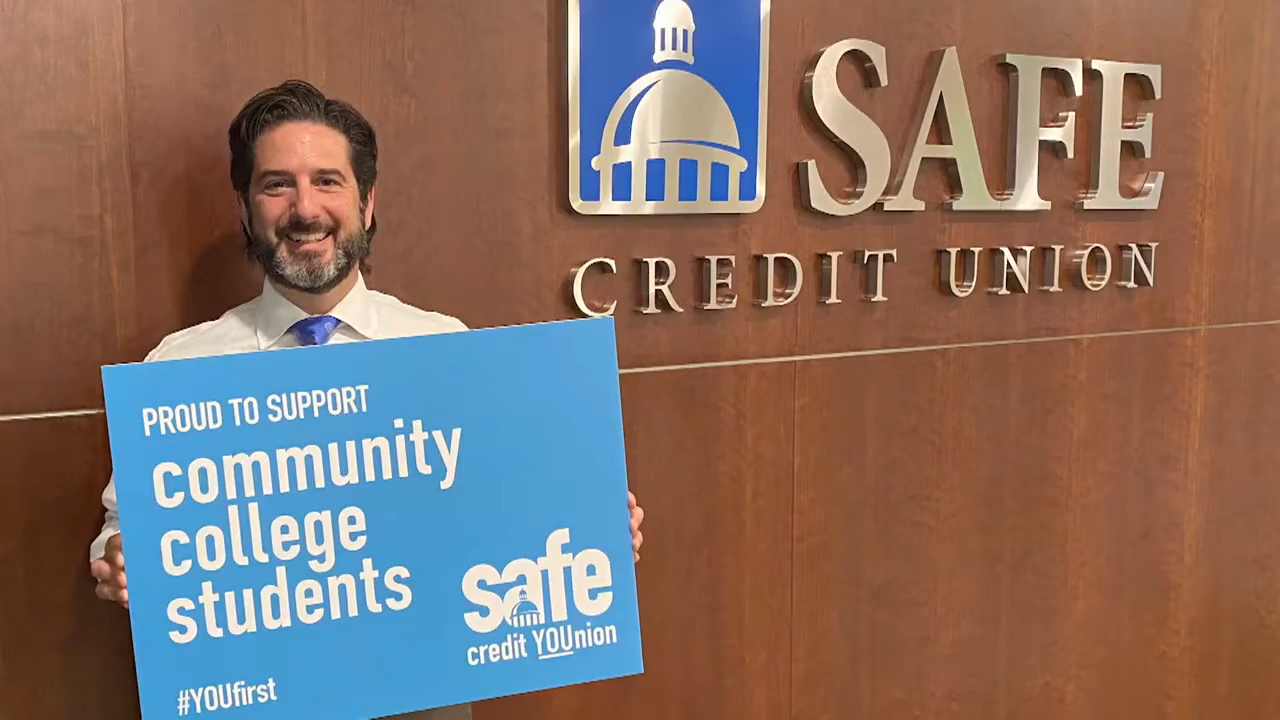 SAFE
CREDIT UNION
PROUD TO SUPPORT
community
college
students
safe
credit YOUnion
#YOUfirst